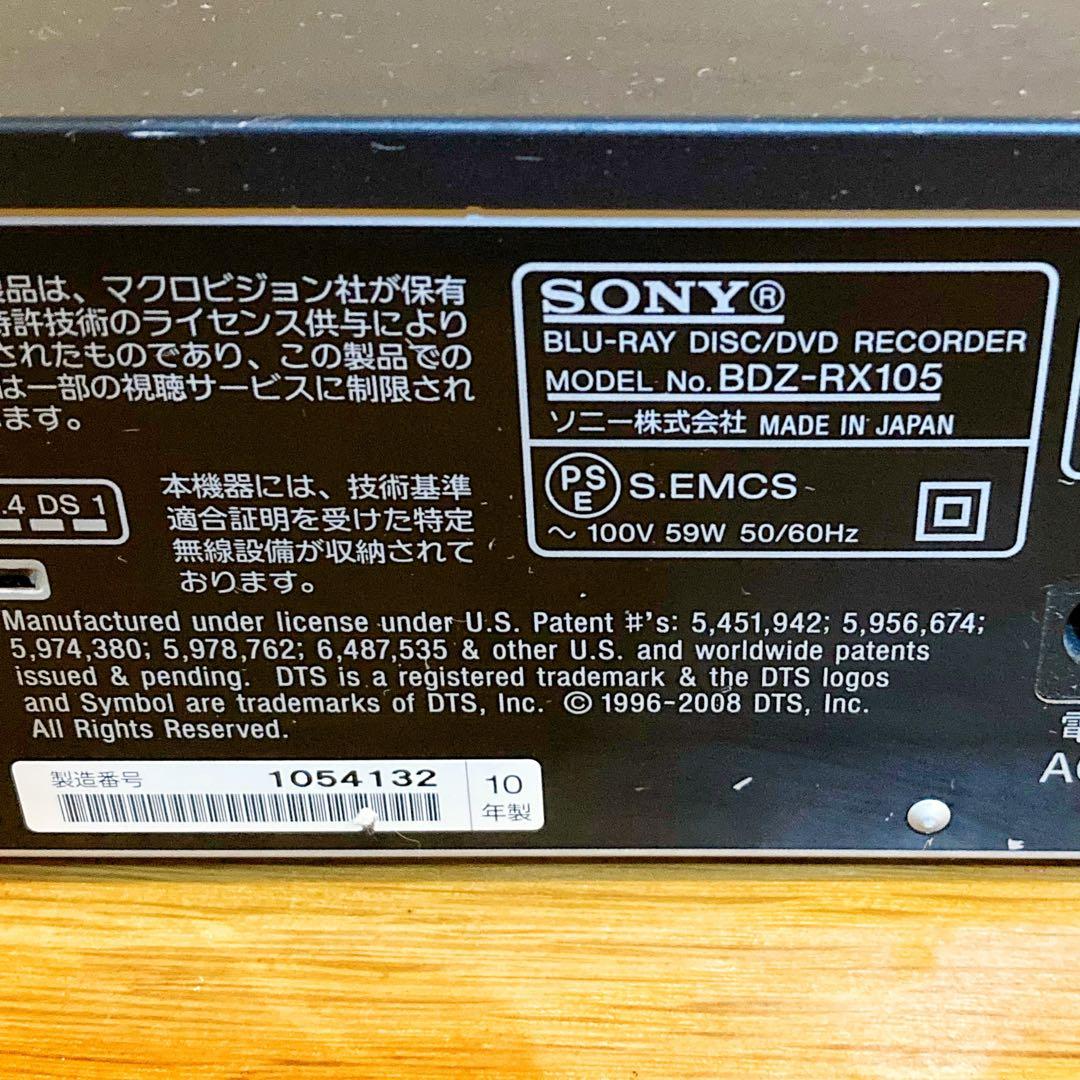 品は、マクロビジョン社が保有
許技術のライセンス供与により
されたものであり、この製品での
は一部の視聴サービスに制限され
ます。
SONY®
BLU-RAY DISC/DVD RECORDER
MODEL No. BDZ-RX105
ソニー株式会社 MADE IN JAPAN
PSE S.EMCS
～ 100V 59W 50/60Hz
.4 DS 1
本機器には、技術基準
適合証明を受けた特定
無線設備が収納されて
おります。
Manufactured under license under U.S. Patent #'s: 5,451,942; 5,956,674;
5,974,380; 5,978,762; 6,487,535 & other U.S. and worldwide patents
issued & pending. DTS is a registered trademark & the DTS logos
and Symbol are trademarks of DTS, Inc. © 1996-2008 DTS, Inc.
All Rights Reserved.
製造番号 1054132
10
年製
電
A